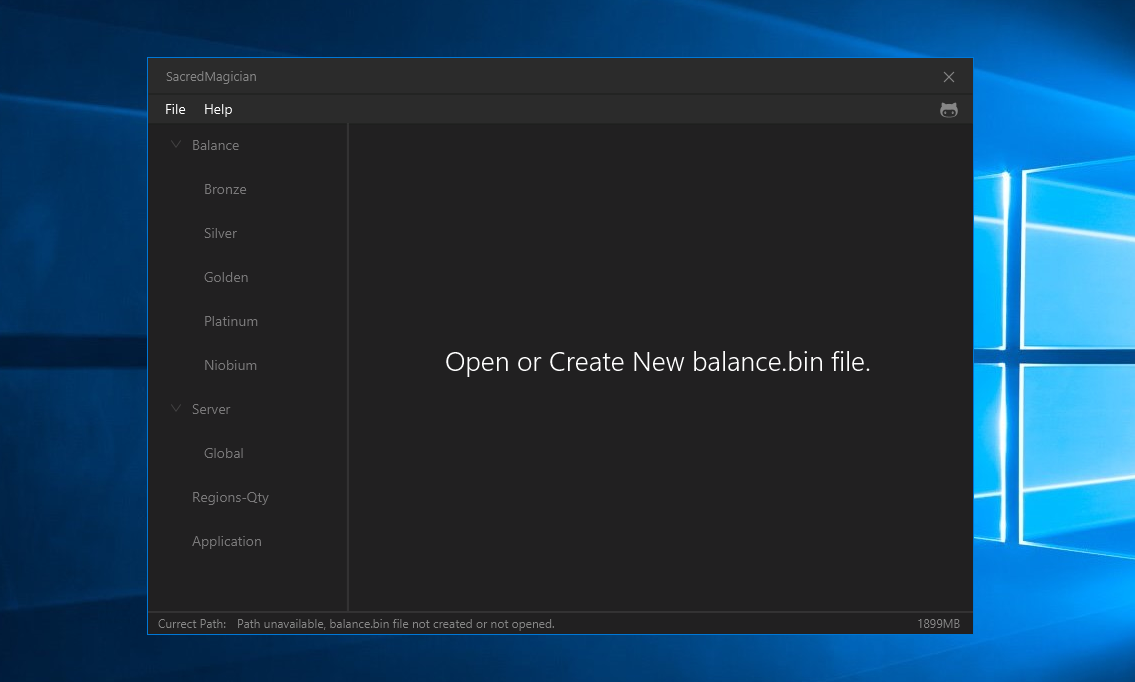 SacredMagician
File Help
Balance
Bronze
Silver
Golden
Platinum
Niobium
Server
Global
Regions-Qty
Application
Open or Create New balance.bin file.
Currect Path: Path unavailable, balance.bin file not created or not opened.
1899MB